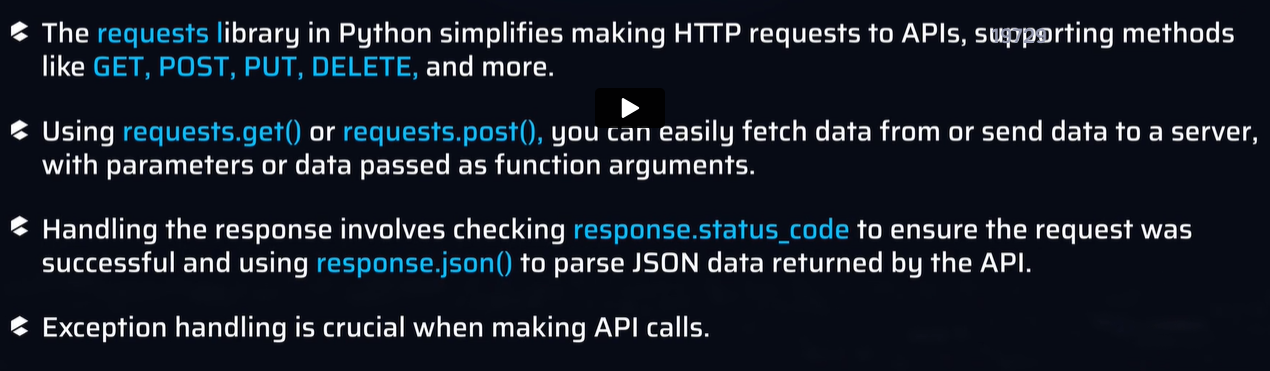 The requests library in Python simplifies making HTTP requests to APIs, supporting methods
like GET, POST, PUT, DELETE, and more.
Using requests.get() or requests.post(), you can easily fetch data from or send data to a server,
with parameters or data passed as function arguments.
Handling the response involves checking response.status_code to ensure the request was
successful and using response.json() to parse JSON data returned by the API.
Exception handling is crucial when making API calls.